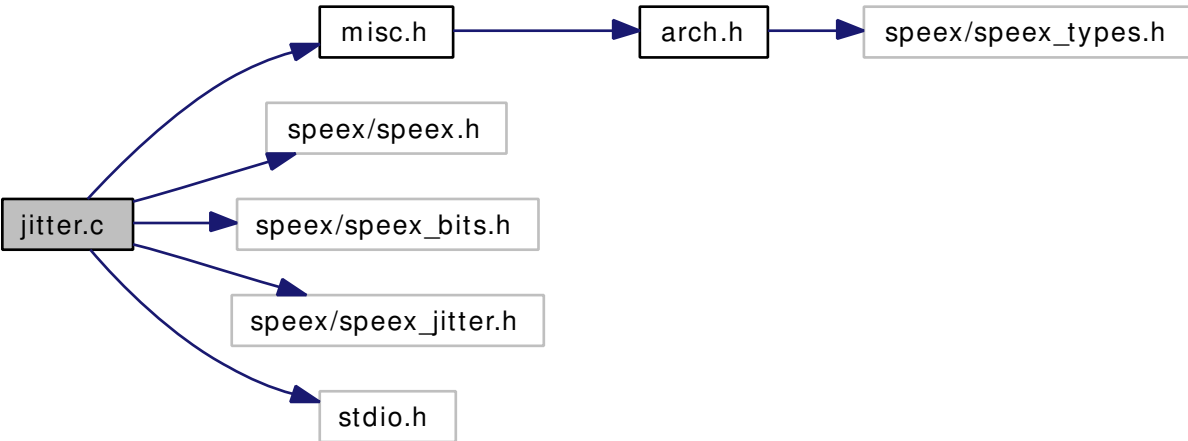 misc.h
arch.h
speex/speex_types.h
speex/speex.h
jitter.c
speex/speex_bits.h
speex/speex_jitter.h
stdio.h